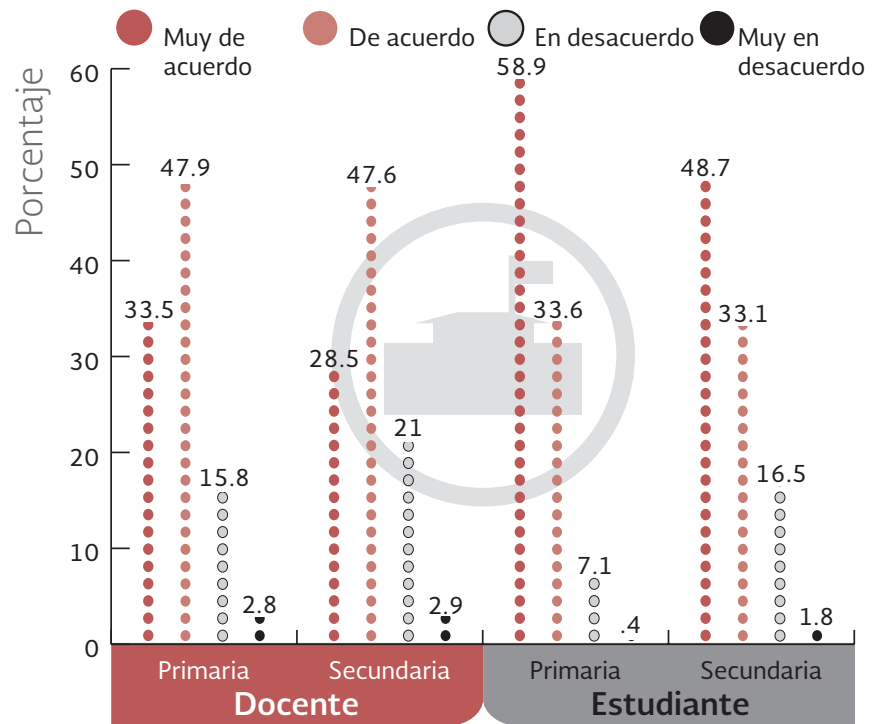 Muy de
acuerdo
De acuerdo
En desacuerdo
Muy en
desacuerdo
Porcentaje
60
50
40
30
20
10
0
33.5
47.9
15.8
2.8
28.5
47.6
21
2.9
58.9
33.6
7.1
.4
48.7
33.1
16.5
1.8
Primaria
Secundaria
Primaria
Secundaria
Docente
Estudiante